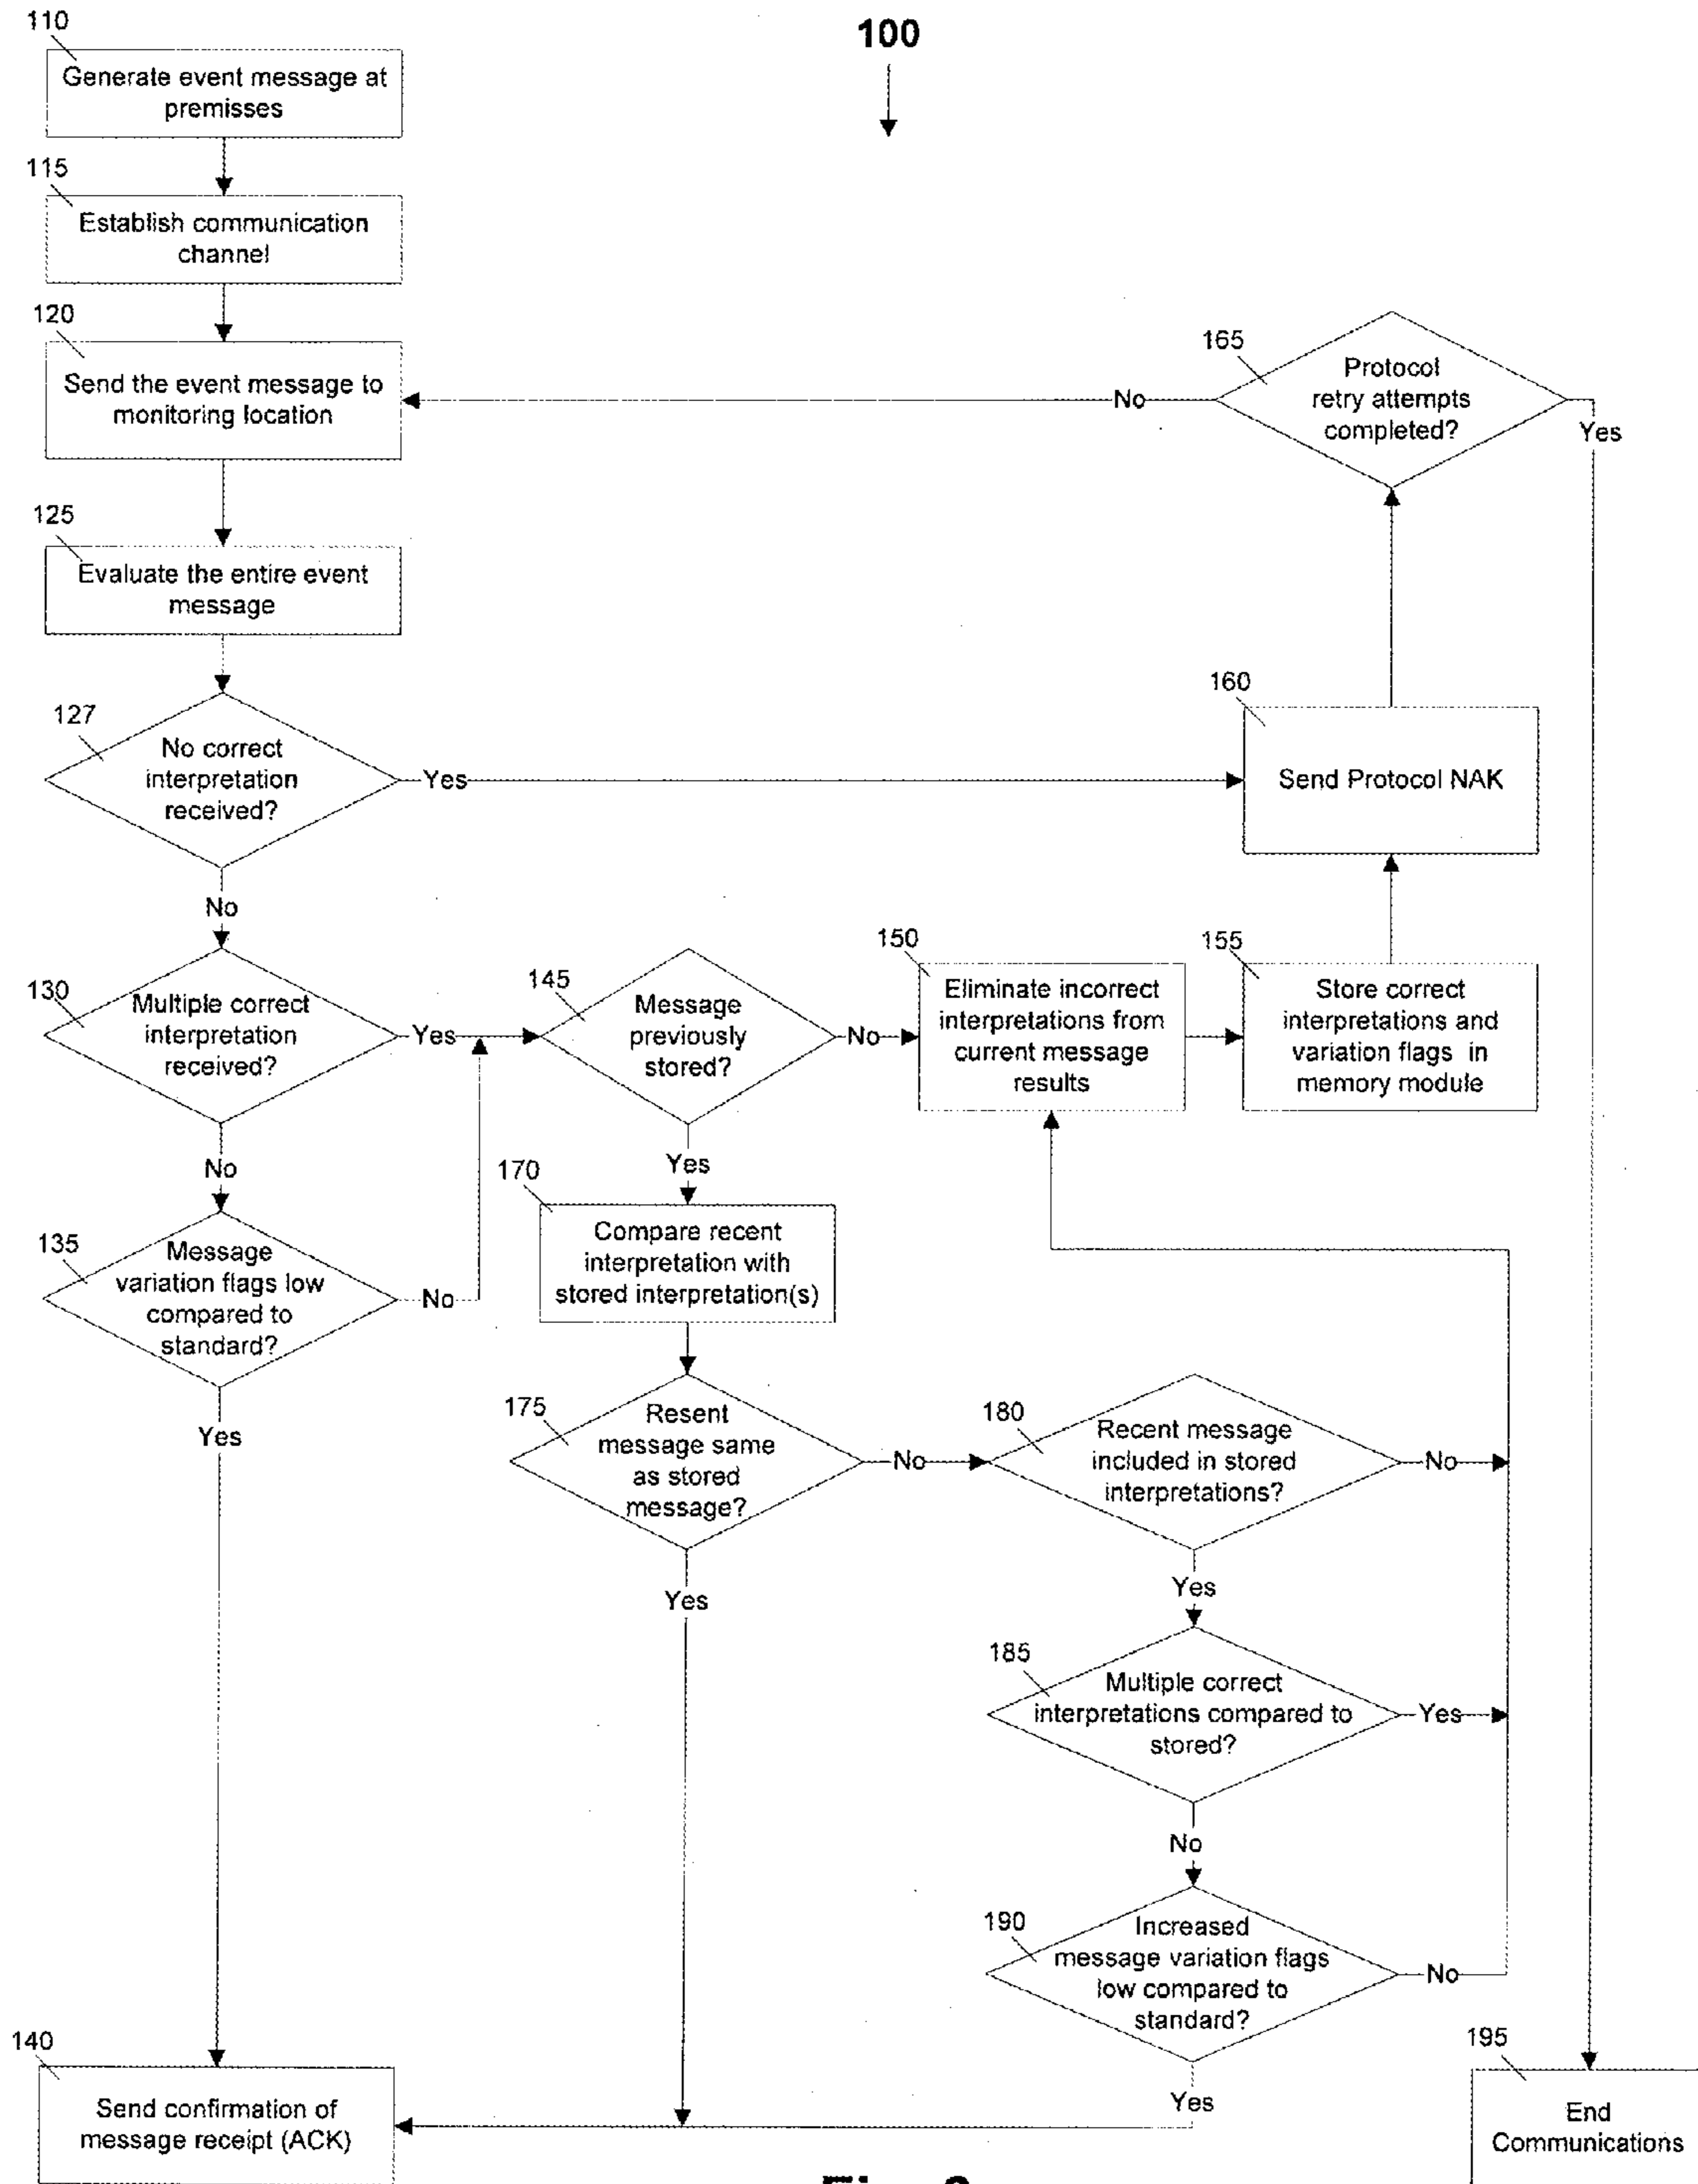 110
100
Generate event message at
premisses
115
Establish communication
channel
120
Send the event message to
monitoring location
165
Protocol
retry attempts
completed?
No
Yes
125
Evaluate the entire event
message
127
No correct
interpretation
received?
Yes
160
Send Protocol NAK
No
130
Multiple correct
interpretation
received?
Yes
145
Message
previously
stored?
No
150
Eliminate incorrect
interpretations from
current message
results
155
Store correct
interpretations and
variation flags in
memory module
No
Yes
135
Message
variation flags low
compared to
standard?
No
170
Compare recent
interpretation with
stored interpretation(s)
Yes
175
Resent
message same
as stored
message?
No
180
Recent message
included in stored
interpretations?
No
Yes
Yes
185
Multiple correct
interpretations compared to
stored?
Yes
No
190
Increased
message variation flags
low compared to
standard?
No
Yes
140
Send confirmation of
message receipt (ACK)
195
End
Communications